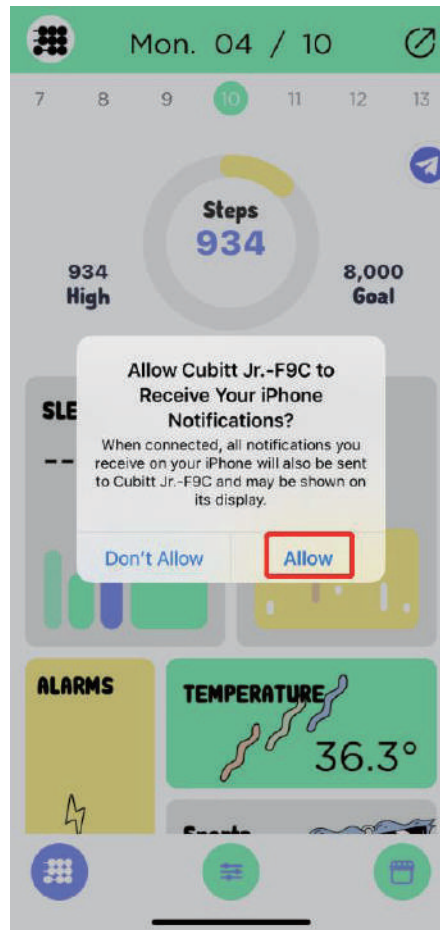 Mon. 04 / 10
7 8 9 10 11 12 13
Steps
934
934
High
8,000
Goal
SLE
--
Allow Cubitt Jr.-F9C to
Receive Your iPhone
Notifications?
When connected, all notifications you
receive on your iPhone will also be sent
to Cubitt Jr.-F9C and may be shown on
its display.
Don't Allow Allow
ALARMS
TEMPERATURE
36.3°